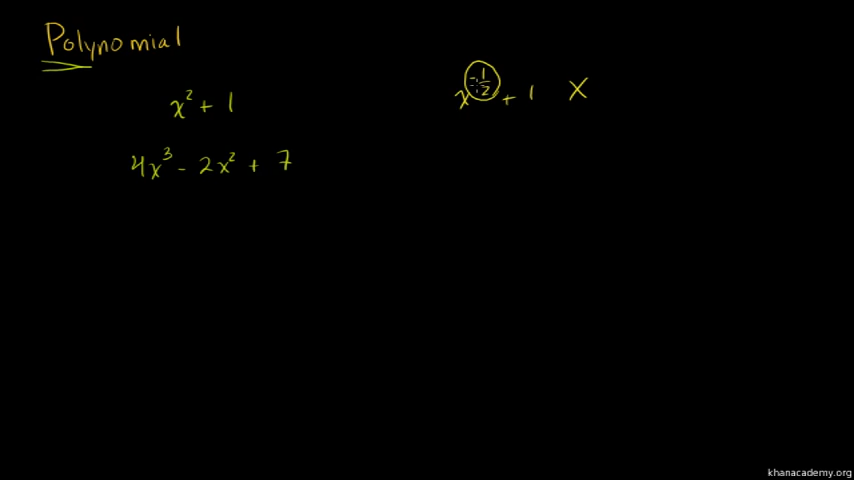 Polynomial
x² + 1
4x³ - 2x² + 7
x^(-1/2) + 1 X
khanacademy.org